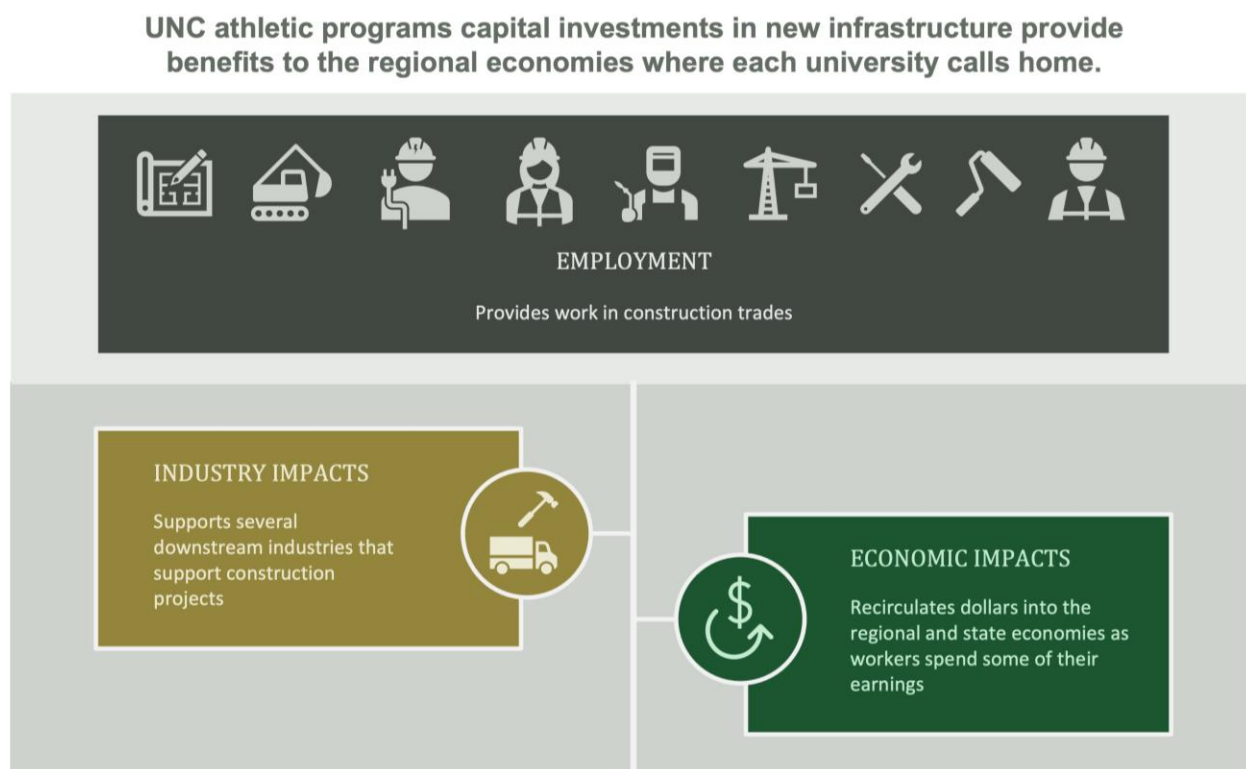 UNC athletic programs capital investments in new infrastructure provide
benefits to the regional economies where each university calls home.
EMPLOYMENT
Provides work in construction trades
INDUSTRY IMPACTS
Supports several
downstream industries that
support construction
projects
ECONOMIC IMPACTS
Recirculates dollars into the
regional and state economies as
workers spend some of their
earnings